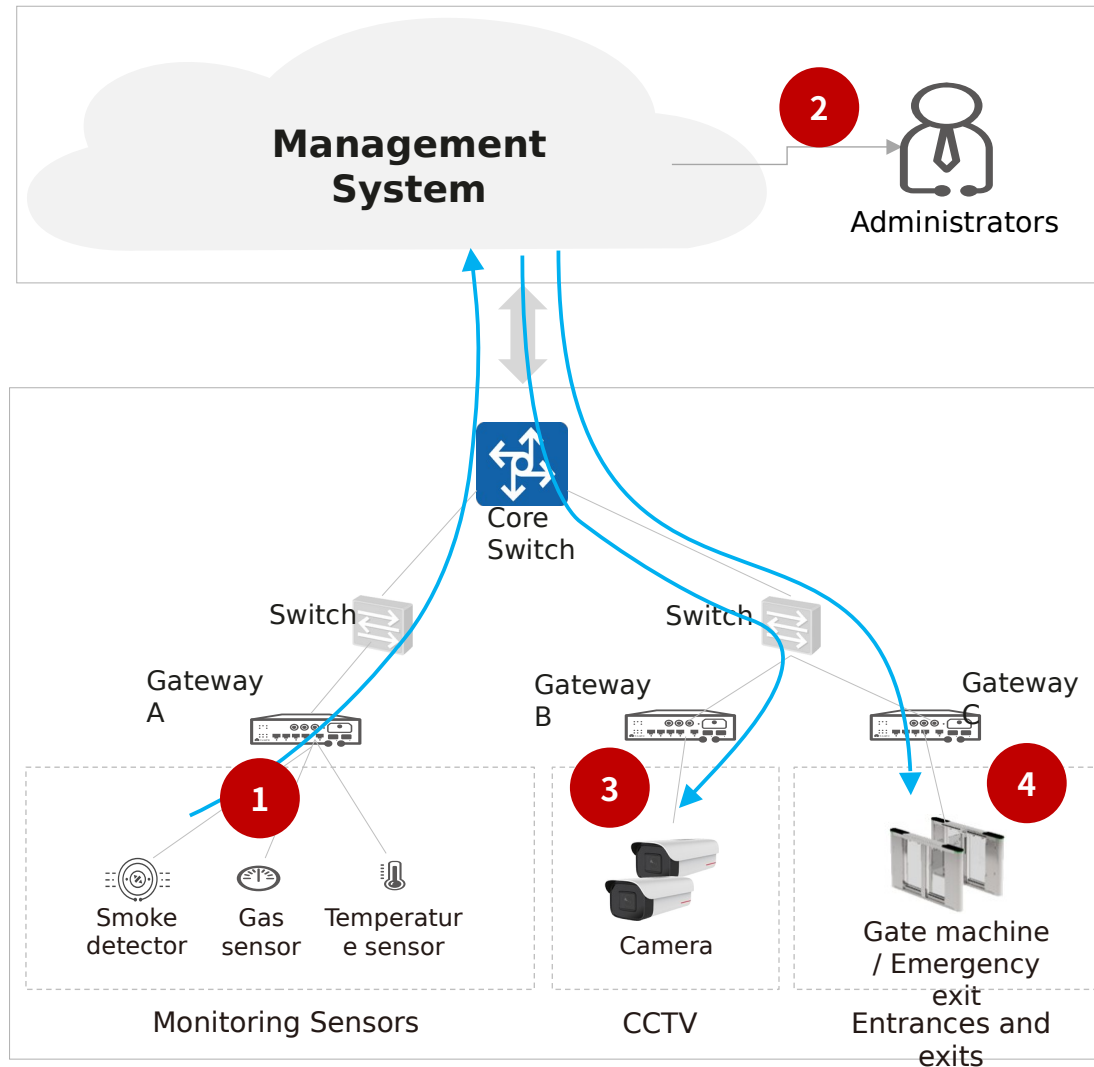 Management
System
2
Administrators
Core
Switch
Switch
Switch
Gateway
A
Gateway
B
Gateway
C
1
3
4
Smoke
detector
Gas
sensor
Temperatur
e sensor
Camera
Gate machine
/ Emergency
exit
Monitoring Sensors
CCTV
Entrances and
exits